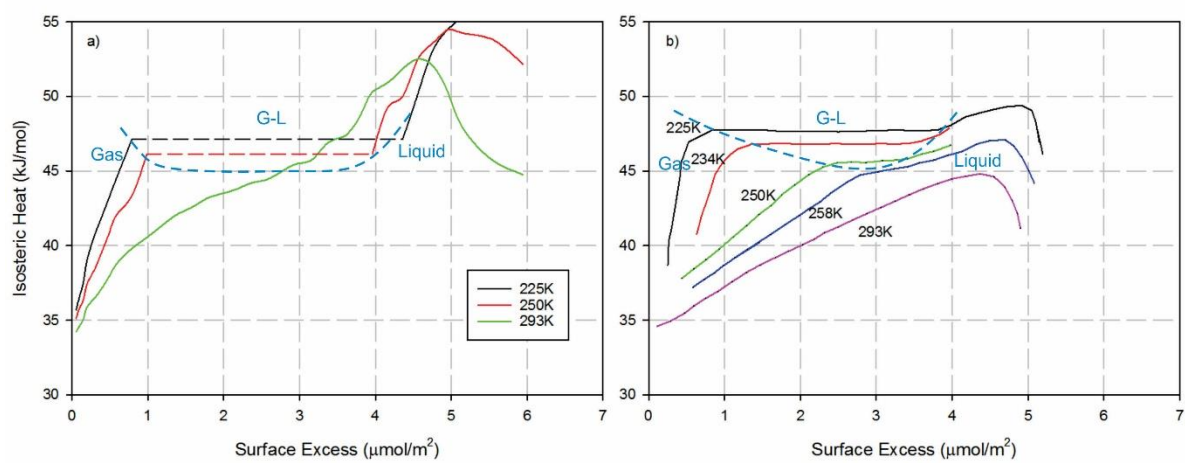 a)
55
50
45
40
35
30
Isosteric Heat (kJ/mol)
G-L
Gas
Liquid
225K
250K
293K
0 1 2 3 4 5 6 7
Surface Excess (μmol/m²)
b)
55
50
45
40
35
30
G-L
225K
Gas
234K
Liquid
250K
258K
293K
0 1 2 3 4 5 6 7
Surface Excess (μmol/m²)